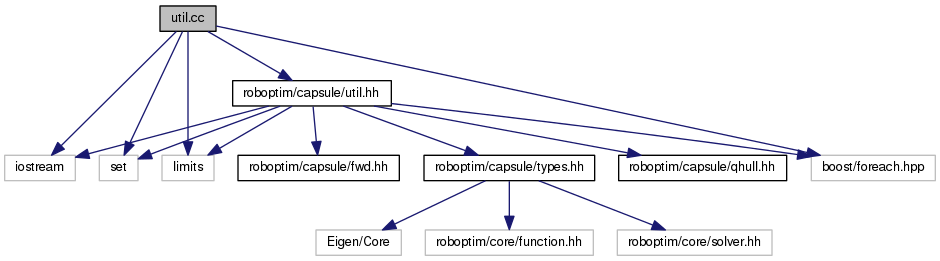 util.cc
roboptim/capsule/util.hh
iostream
set
limits
roboptim/capsule/fwd.hh
roboptim/capsule/types.hh
roboptim/capsule/qhull.hh
boost/foreach.hpp
Eigen/Core
roboptim/core/function.hh
roboptim/core/solver.hh